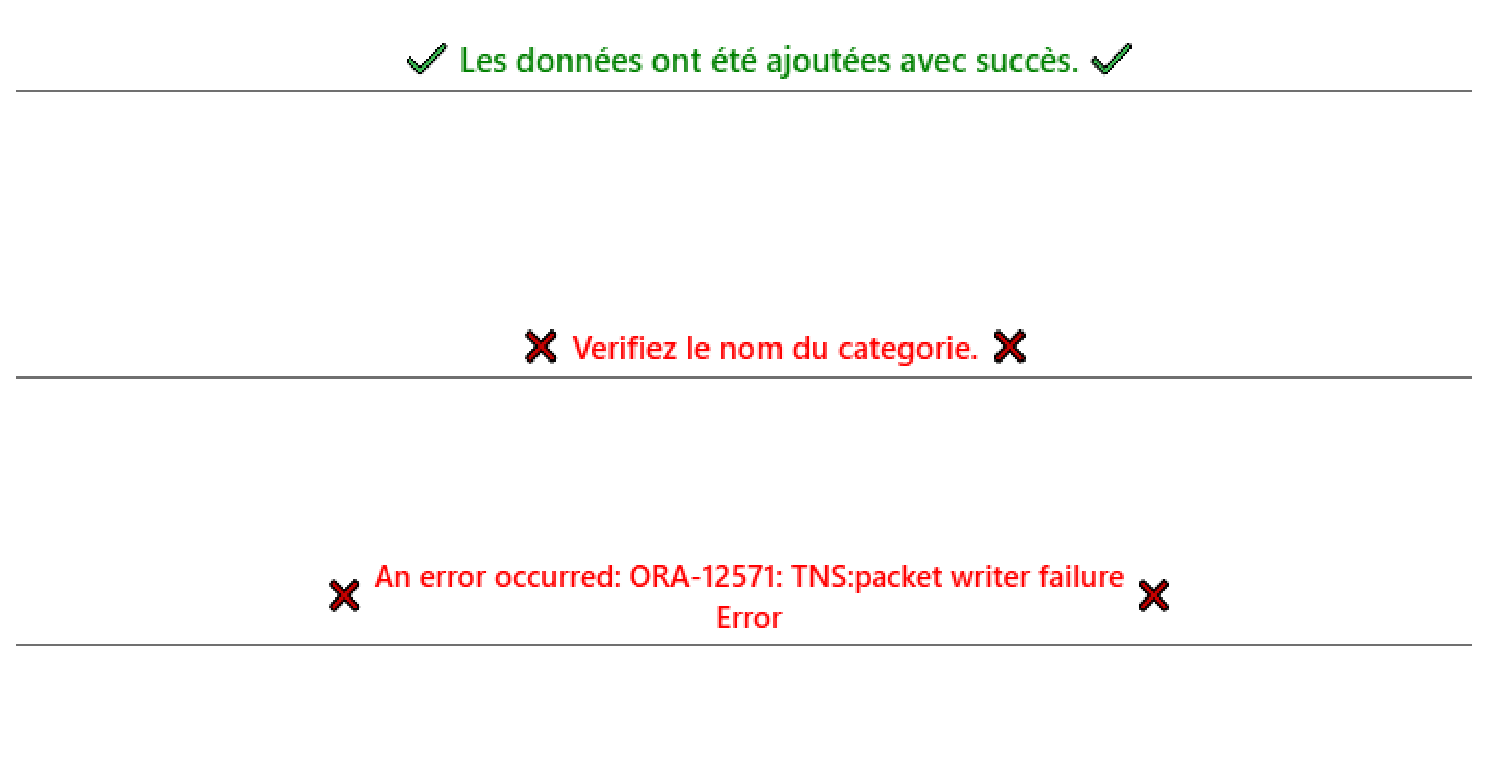 Les données ont été ajoutées avec succès.
Verifiez le nom du categorie.
An error occurred: ORA-12571: TNS:packet writer failure
Error